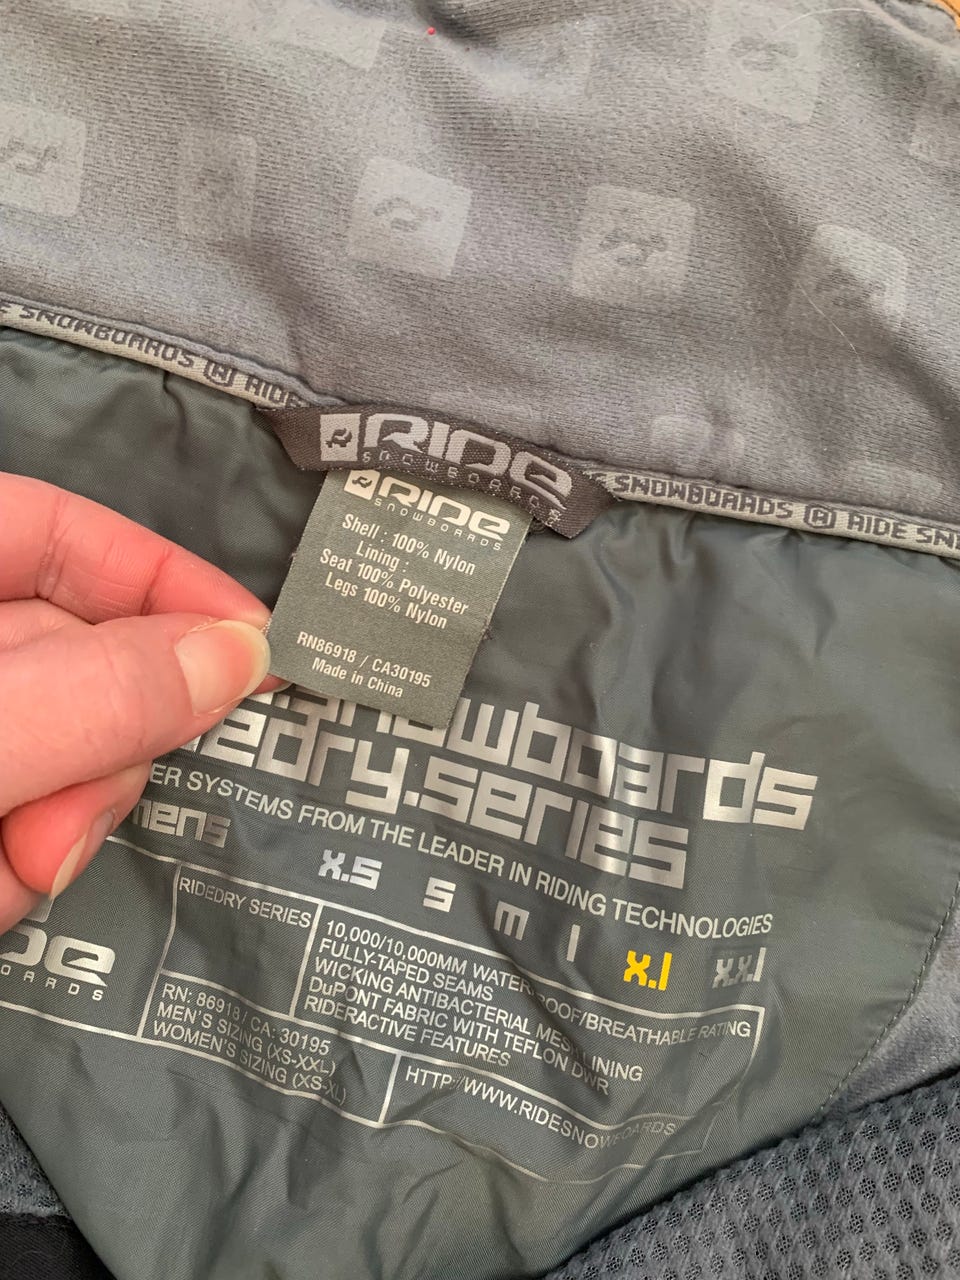 SNOWBOARDS R RIDE
RIDE
SNOWBOARDS
SNOWBOARDS R RIDE
RIDE
SNOWBOARDS
Shell : 100% Nylon
Lining :
Seat 100% Polyester
Legs 100% Nylon
RN86918 / CA30195
Made in China
snowboards
dry.series
SYSTEMS FROM THE LEADER IN RIDING TECHNOLOGIES
mens
x.s s m l x.l xx.l
RIDEDRY SERIES
10,000/10,000MM WATERPROOF/BREATHABLE RATING
FULLY-TAPED SEAMS
WICKING ANTIBACTERIAL MESH LINING
DuPONT FABRIC WITH TEFLON DWR
RIDERACTIVE FEATURES
RN: 86918 / CA: 30195
MEN'S SIZING (XS-XXL)
WOMEN'S SIZING (XS-XL)
HTTP://WWW.RIDESNOWBOARDS